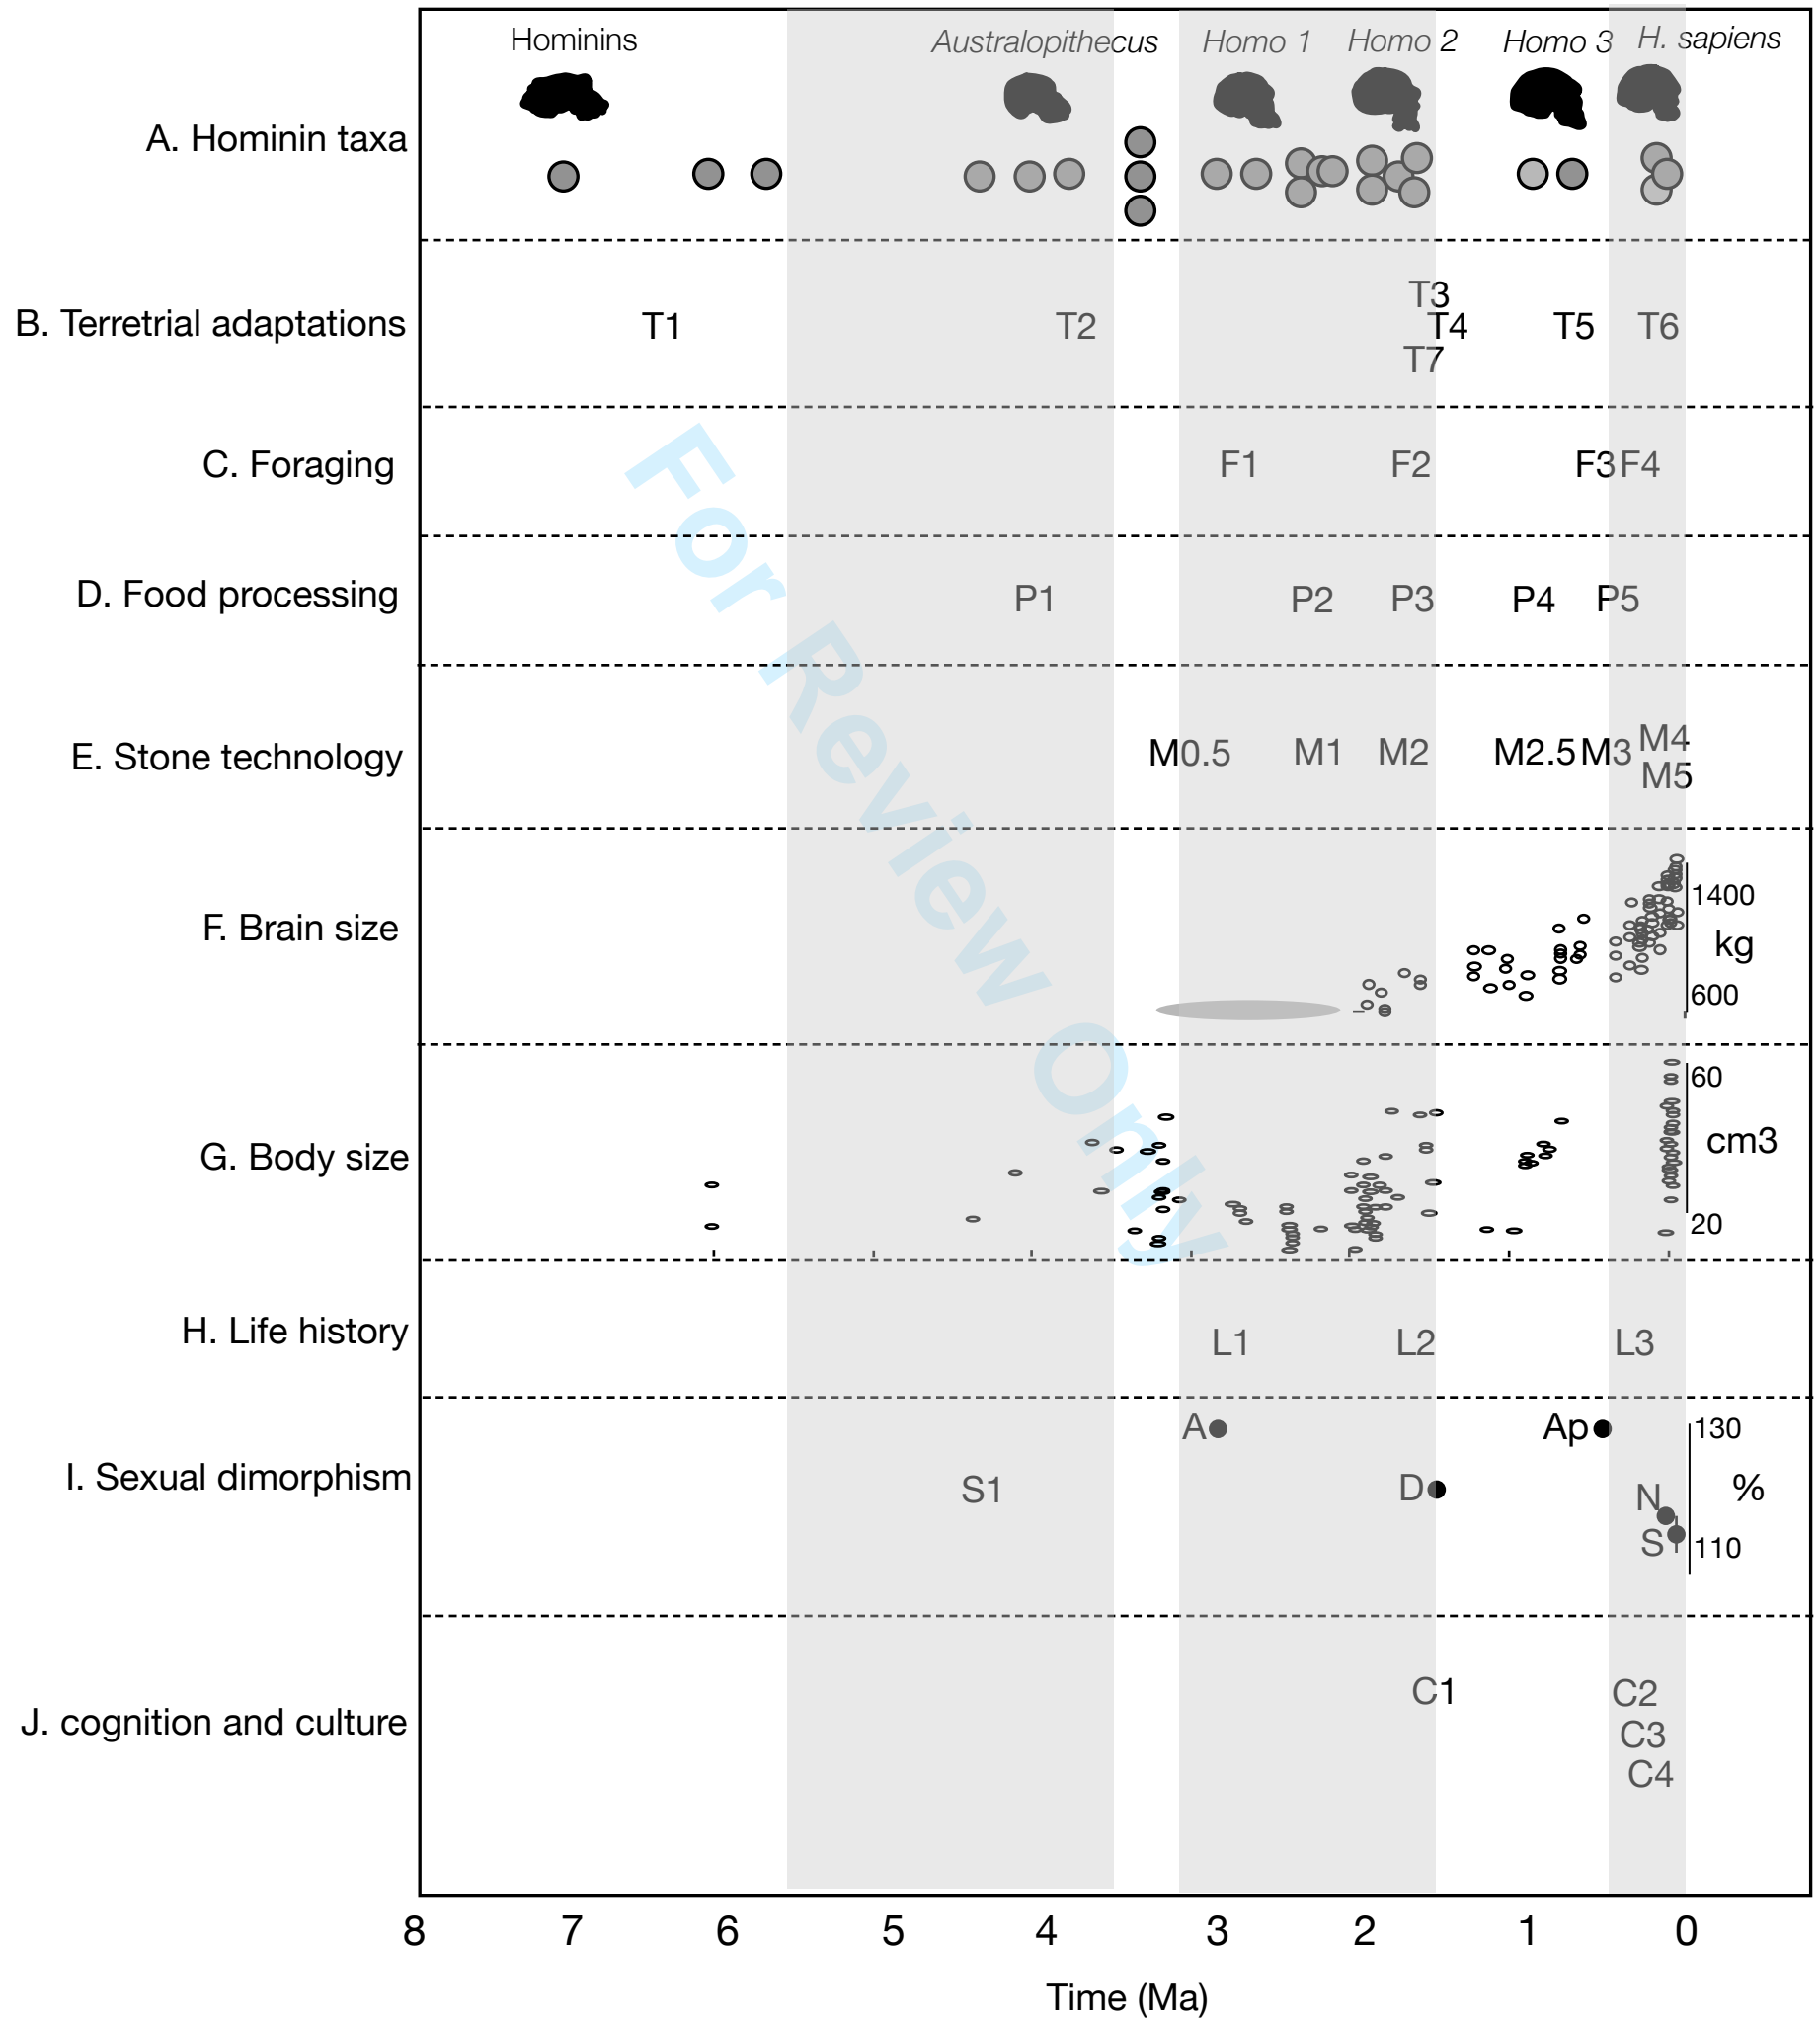 Hominins Australopithecus Homo 1 Homo 2 Homo 3 H. sapiens
A. Hominin taxa
T3
B. Terretrial adaptations T1 T2 T4 T5 T6
T7
C. Foraging F1 F2 F3 F4
D. Food processing P1 P2 P3 P4 P5
M4
E. Stone technology M0.5 M1 M2 M2.5 M3
M5
1400
F. Brain size kg
600
60
G. Body size cm3
20
H. Life history L1 L2 L3
A Ap 130
I. Sexual dimorphism S1 D N %
S 110
C1 C2
J. cognition and culture C3
C4
8 7 6 5 4 3 2 1 0
Time (Ma)
For Review Only